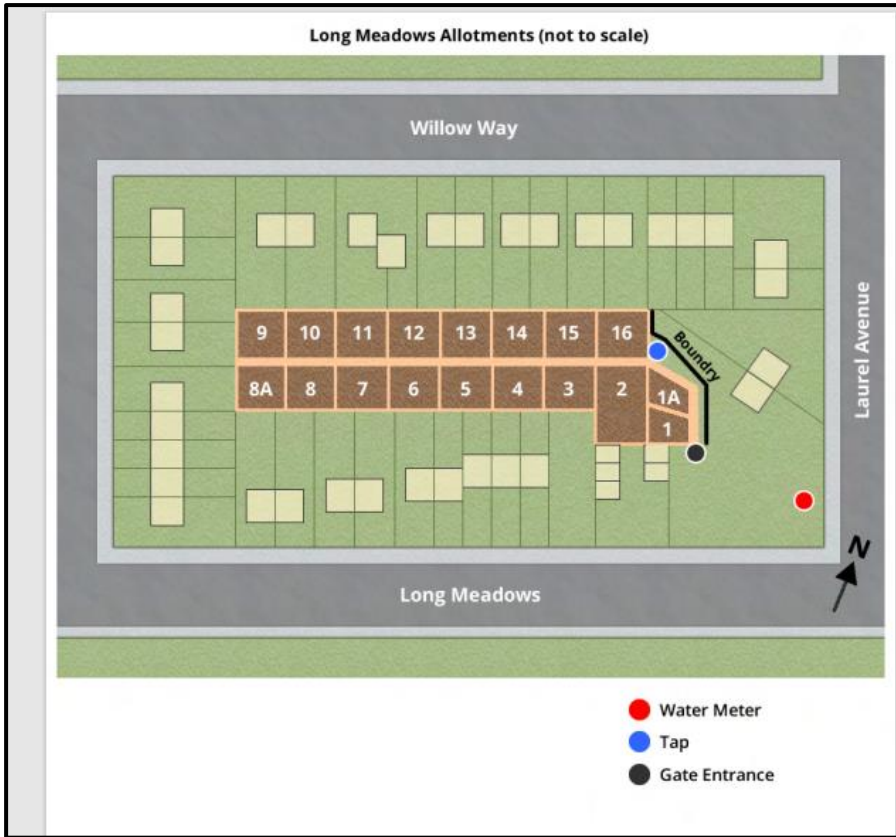 Long Meadows Allotments (not to scale)
Willow Way
Laurel Avenue
9 10 11 12 13 14 15 16
Boundry
8A 8 7 6 5 4 3 2 1A
1
N
Long Meadows
Water Meter
Tap
Gate Entrance